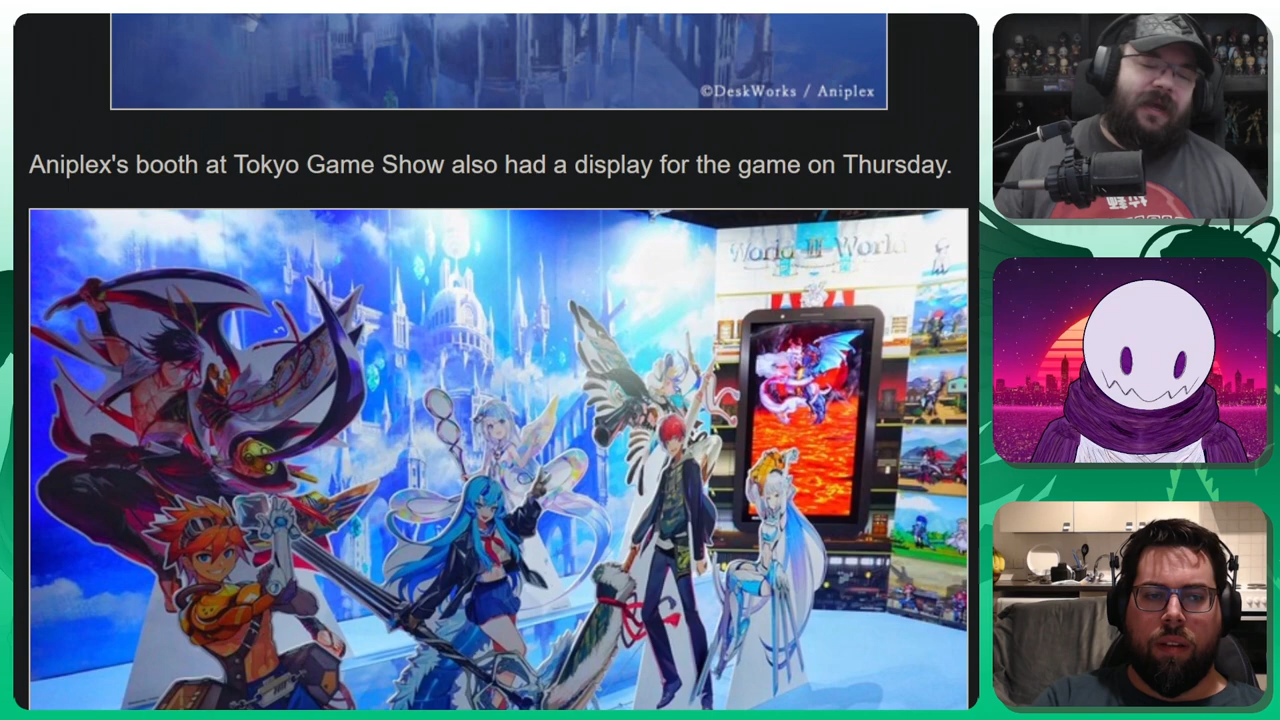 ©DeskWorks / Aniplex
Aniplex's booth at Tokyo Game Show also had a display for the game on Thursday.
World II World